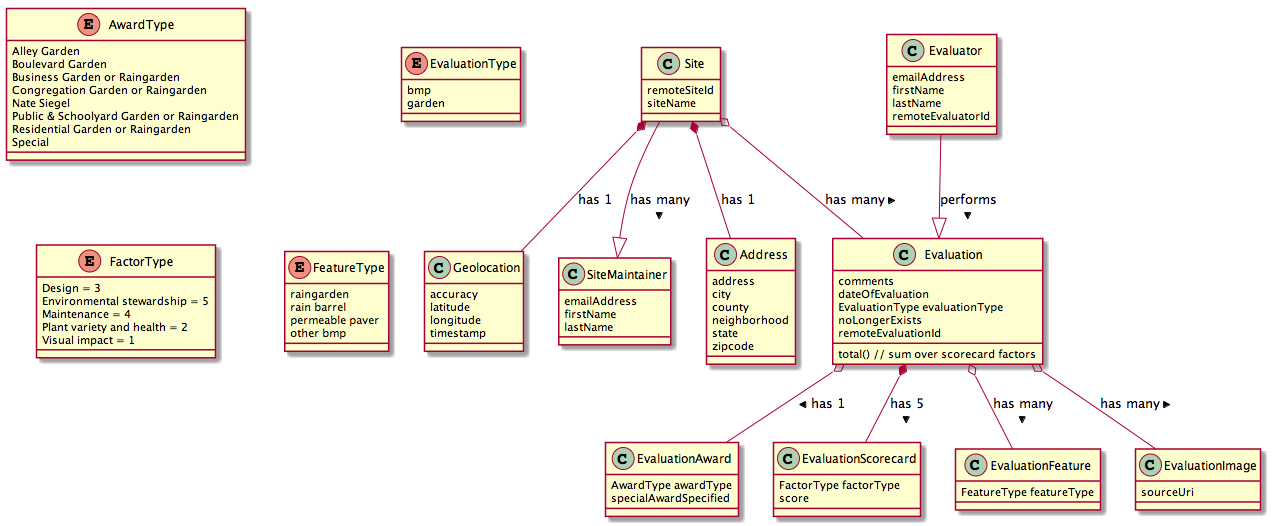 E AwardType
Alley Garden
Boulevard Garden
Business Garden or Raingarden
Congregation Garden or Raingarden
Nate Siegel
Public & Schoolyard Garden or Raingarden
Residential Garden or Raingarden
Special
E EvaluationType
bmp
garden
C Site
remoteSiteId
siteName
C Evaluator
emailAddress
firstName
lastName
remoteEvaluatorId
has 1
has many
has 1
has many
performs
E FactorType
Design = 3
Environmental stewardship = 5
Maintenance = 4
Plant variety and health = 2
Visual impact = 1
E FeatureType
raingarden
rain barrel
permeable paver
other bmp
C Geolocation
accuracy
latitude
longitude
timestamp
C SiteMaintainer
emailAddress
firstName
lastName
C Address
address
city
county
neighborhood
state
zipcode
C Evaluation
comments
dateOfEvaluation
EvaluationType evaluationType
noLongerExists
remoteEvaluationId
total() // sum over scorecard factors
has 1
has 5
has many
has many
C EvaluationAward
AwardType awardType
specialAwardSpecified
C EvaluationScorecard
FactorType factorType
score
C EvaluationFeature
FeatureType featureType
C EvaluationImage
sourceUri